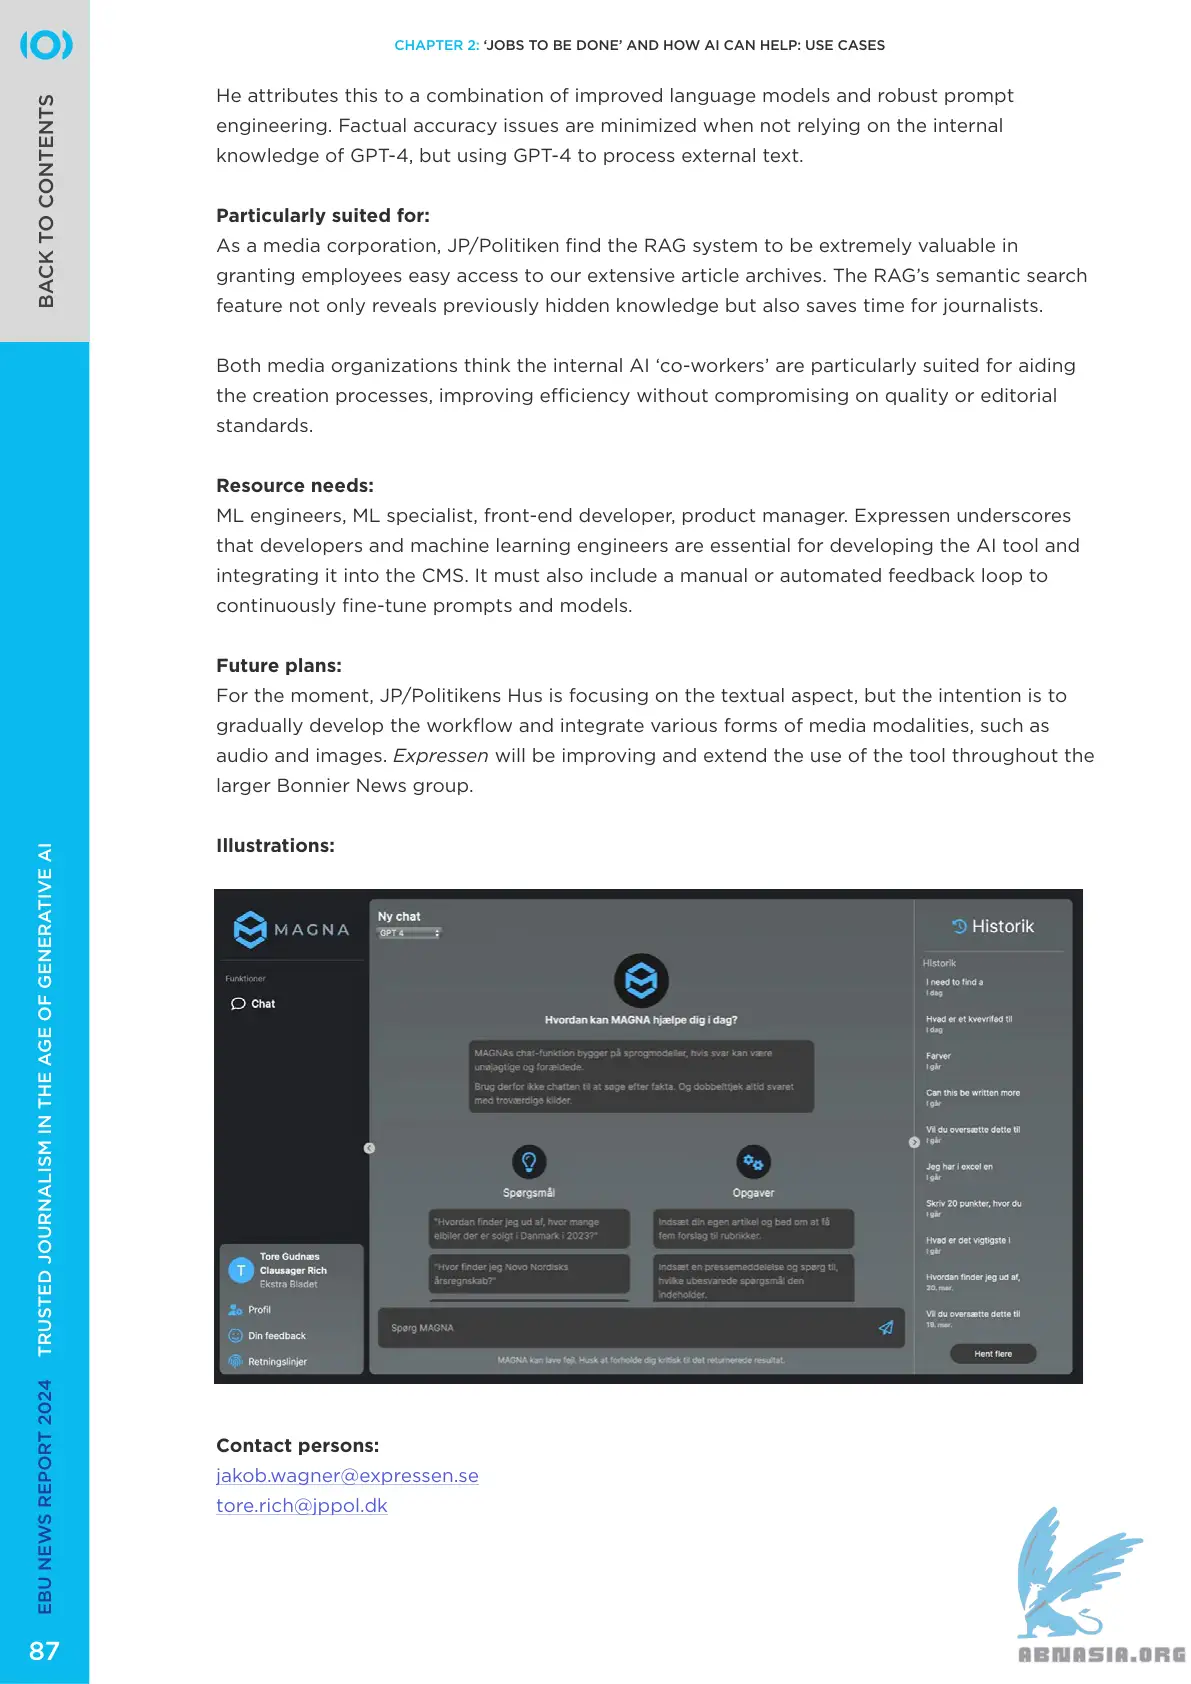 CHAPTER 2: ‘JOBS TO BE DONE’ AND HOW AI CAN HELP: USE CASES
BACK TO CONTENTS
He attributes this to a combination of improved language models and robust prompt
engineering. Factual accuracy issues are minimized when not relying on the internal
knowledge of GPT-4, but using GPT-4 to process external text.
Particularly suited for:
As a media corporation, JP/Politiken find the RAG system to be extremely valuable in
granting employees easy access to our extensive article archives. The RAG’s semantic search
feature not only reveals previously hidden knowledge but also saves time for journalists.
Both media organizations think the internal AI ‘co-workers’ are particularly suited for aiding
the creation processes, improving efficiency without compromising on quality or editorial
standards.
Resource needs:
ML engineers, ML specialist, front-end developer, product manager. Expressen underscores
that developers and machine learning engineers are essential for developing the AI tool and
integrating it into the CMS. It must also include a manual or automated feedback loop to
continuously fine-tune prompts and models.
Future plans:
For the moment, JP/Politikens Hus is focusing on the textual aspect, but the intention is to
gradually develop the workflow and integrate various forms of media modalities, such as
audio and images. Expressen will be improving and extend the use of the tool throughout the
larger Bonnier News group.
Illustrations:
MAGNA
Funktioner
Chat
Tore Gudnæs
Clausager Rich
T
Ekstra Bladet
Profil
Din feedback
Retningslinjer
Ny chat
GPT 4
Hvordan kan MAGNA hjælpe dig i dag?
MAGNAs chat-funktion bygger på sprogmodeller, hvis svar kan være
unøjagtige og forældede.
Brug derfor ikke chatten til at søge efter fakta. Og dobbelttjek altid svaret
med troværdige kilder.
Spørgsmål
"Hvordan finder jeg ud af, hvor mange
elbiler der er solgt i Danmark i 2023?"
"Hvor finder jeg Novo Nordisks
årsregnskab?"
Opgaver
Indsæt din egen artikel og bed om at få
fem forslag til rubrikker.
Indsæt en pressemeddelelse og spørg til,
hvilke ubesvarede spørgsmål den
indeholder.
Spørg MAGNA
MAGNA kan lave fejl. Husk at forholde dig kritisk til det returnerede resultat.
Historik
Historik
I need to find a
I dag
Hvad er et kvevrifad til
I dag
Farver
I går
Can this be written more
I går
Vil du oversætte dette til
I går
Jeg har i excel en
I går
Skriv 20 punkter, hvor du
I går
Hvad er det vigtigste i
I går
Hvordan finder jeg ud af,
20. mar.
Vil du oversætte dette til
19. mar.
Hent flere
Contact persons:
jakob.wagner@expressen.se
tore.rich@jppol.dk
EBU NEWS REPORT 2024 TRUSTED JOURNALISM IN THE AGE OF GENERATIVE AI
87
ABNASIA.ORG